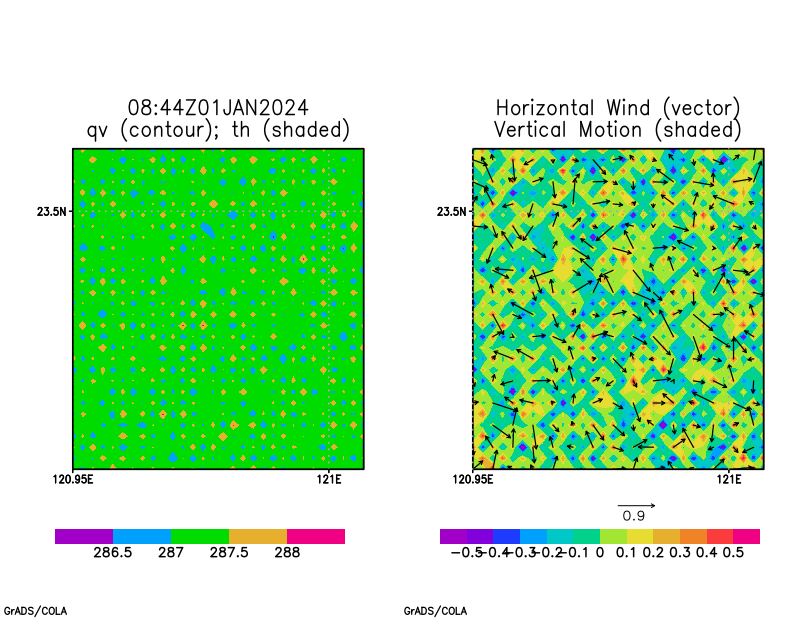 08:44Z01JAN2024
qv (contour); th (shaded)
23.5N
120.95E 121E
286.5 287 287.5 288
Horizontal Wind (vector)
Vertical Motion (shaded)
23.5N
120.95E 121E
0.9
-0.5 -0.4 -0.3 -0.2 -0.1 0 0.1 0.2 0.3 0.4 0.5
GrADS/COLA
GrADS/COLA